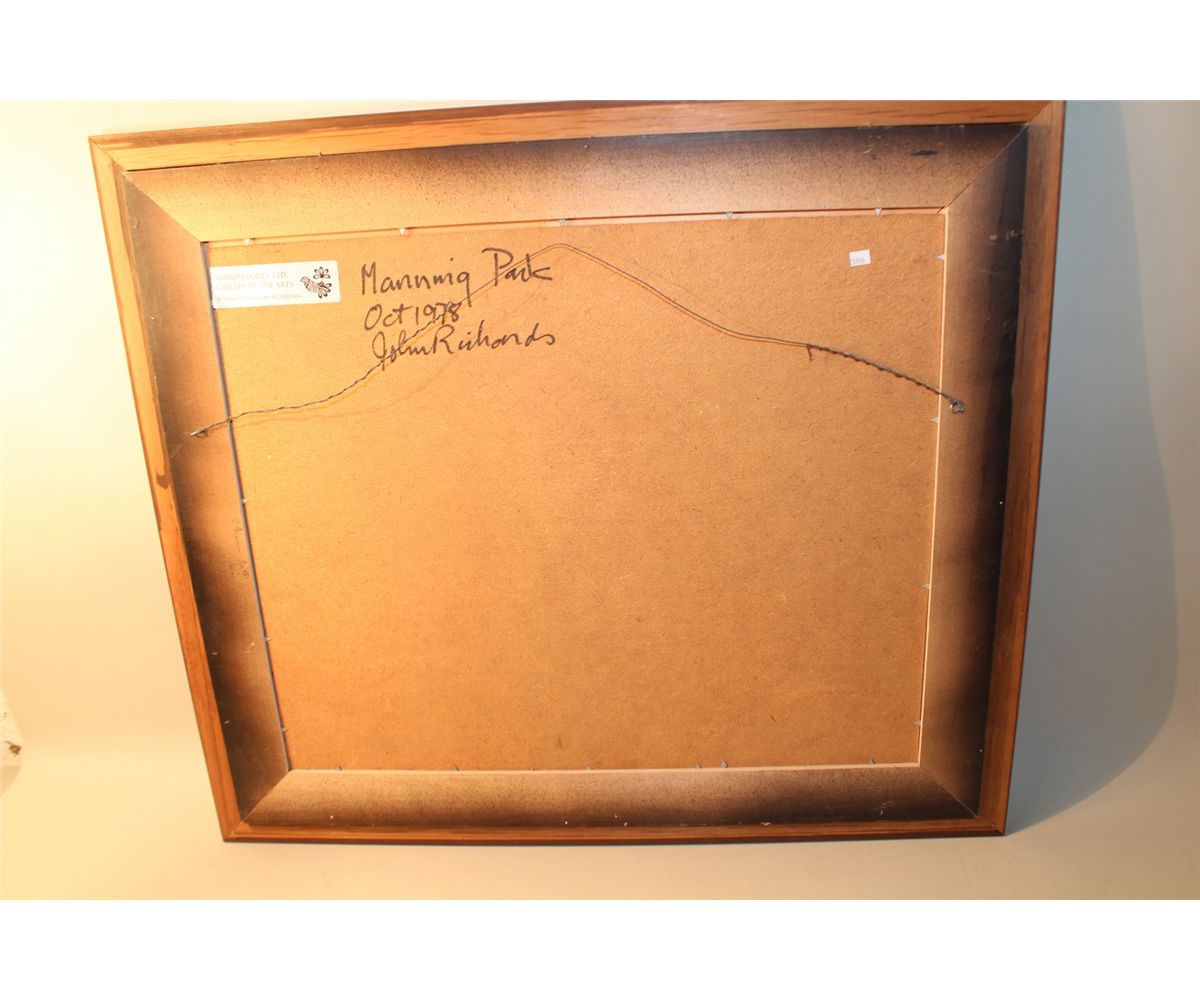 MARION SCOTT LTD.
GALLERY OF THE ARTS
Manning Park
Oct 1978
John Richards